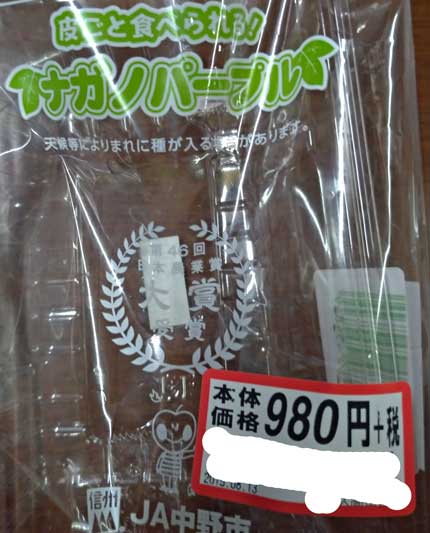 皮ごと食べられる!
ナガノパープル
天候等によりまれに種が入る場合があります。
第46回
日本農業賞
大賞
受賞
本体
価格 980円+税
信州
JA中野市